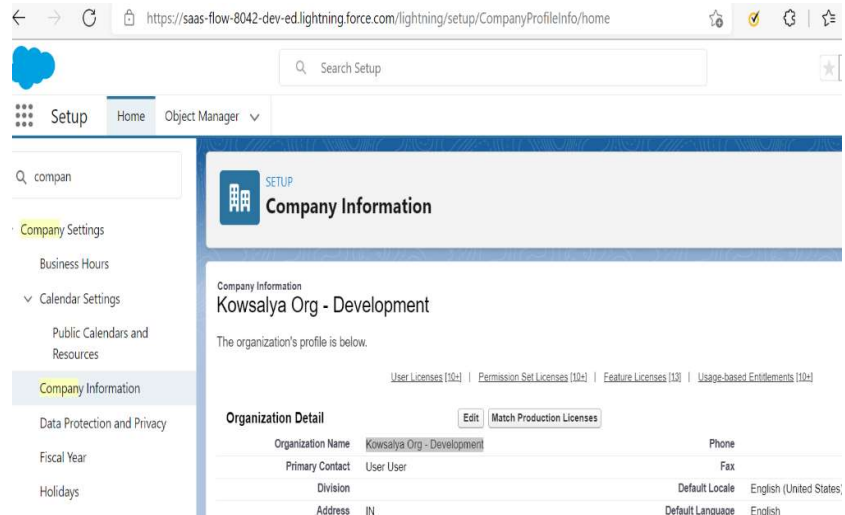 https://saas-flow-8042-dev-ed.lightning.force.com/lightning/setup/CompanyProfileInfo/home
Search Setup
Setup Home Object Manager
compan
Company Settings
Business Hours
Calendar Settings
Public Calendars and
Resources
Company Information
Data Protection and Privacy
Fiscal Year
Holidays
SETUP
Company Information
Company Information
Kowsalya Org - Development
The organization's profile is below.
User Licenses [10+] | Permission Set Licenses [10+] | Feature Licenses [13] | Usage-based Entitlements [10+]
Organization Detail Edit Match Production Licenses
Organization Name Kowsalya Org - Development Phone
Primary Contact User User Fax
Division Default Locale English (United States)
Address IN Default Language English